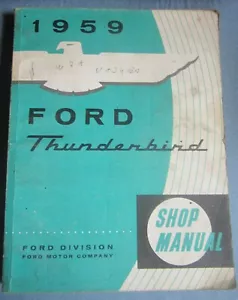 1959
FORD
Thunderbird
SHOP
MANUAL
FORD DIVISION
FORD MOTOR COMPANY